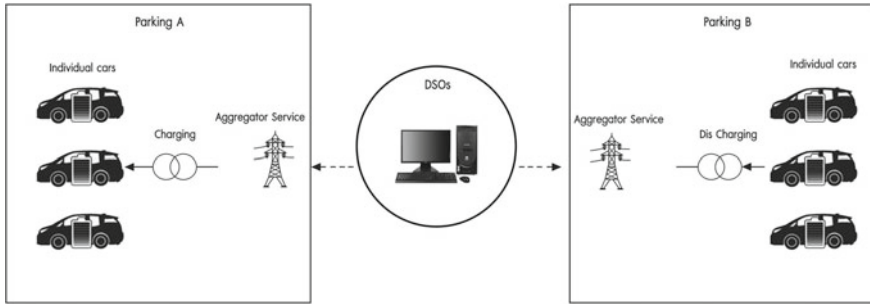 Parking A
Individual cars
Charging
Aggregator Service
DSOs
Parking B
Individual cars
Aggregator Service
Dis Charging